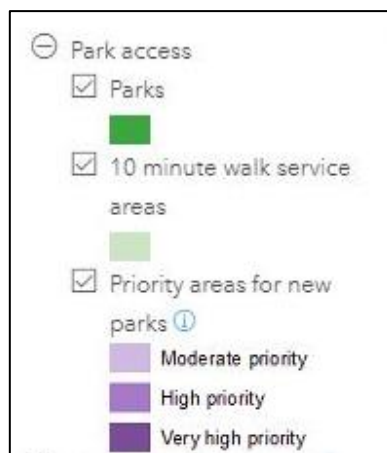 Park access
Parks
10 minute walk service
areas
Priority areas for new
parks
Moderate priority
High priority
Very high priority